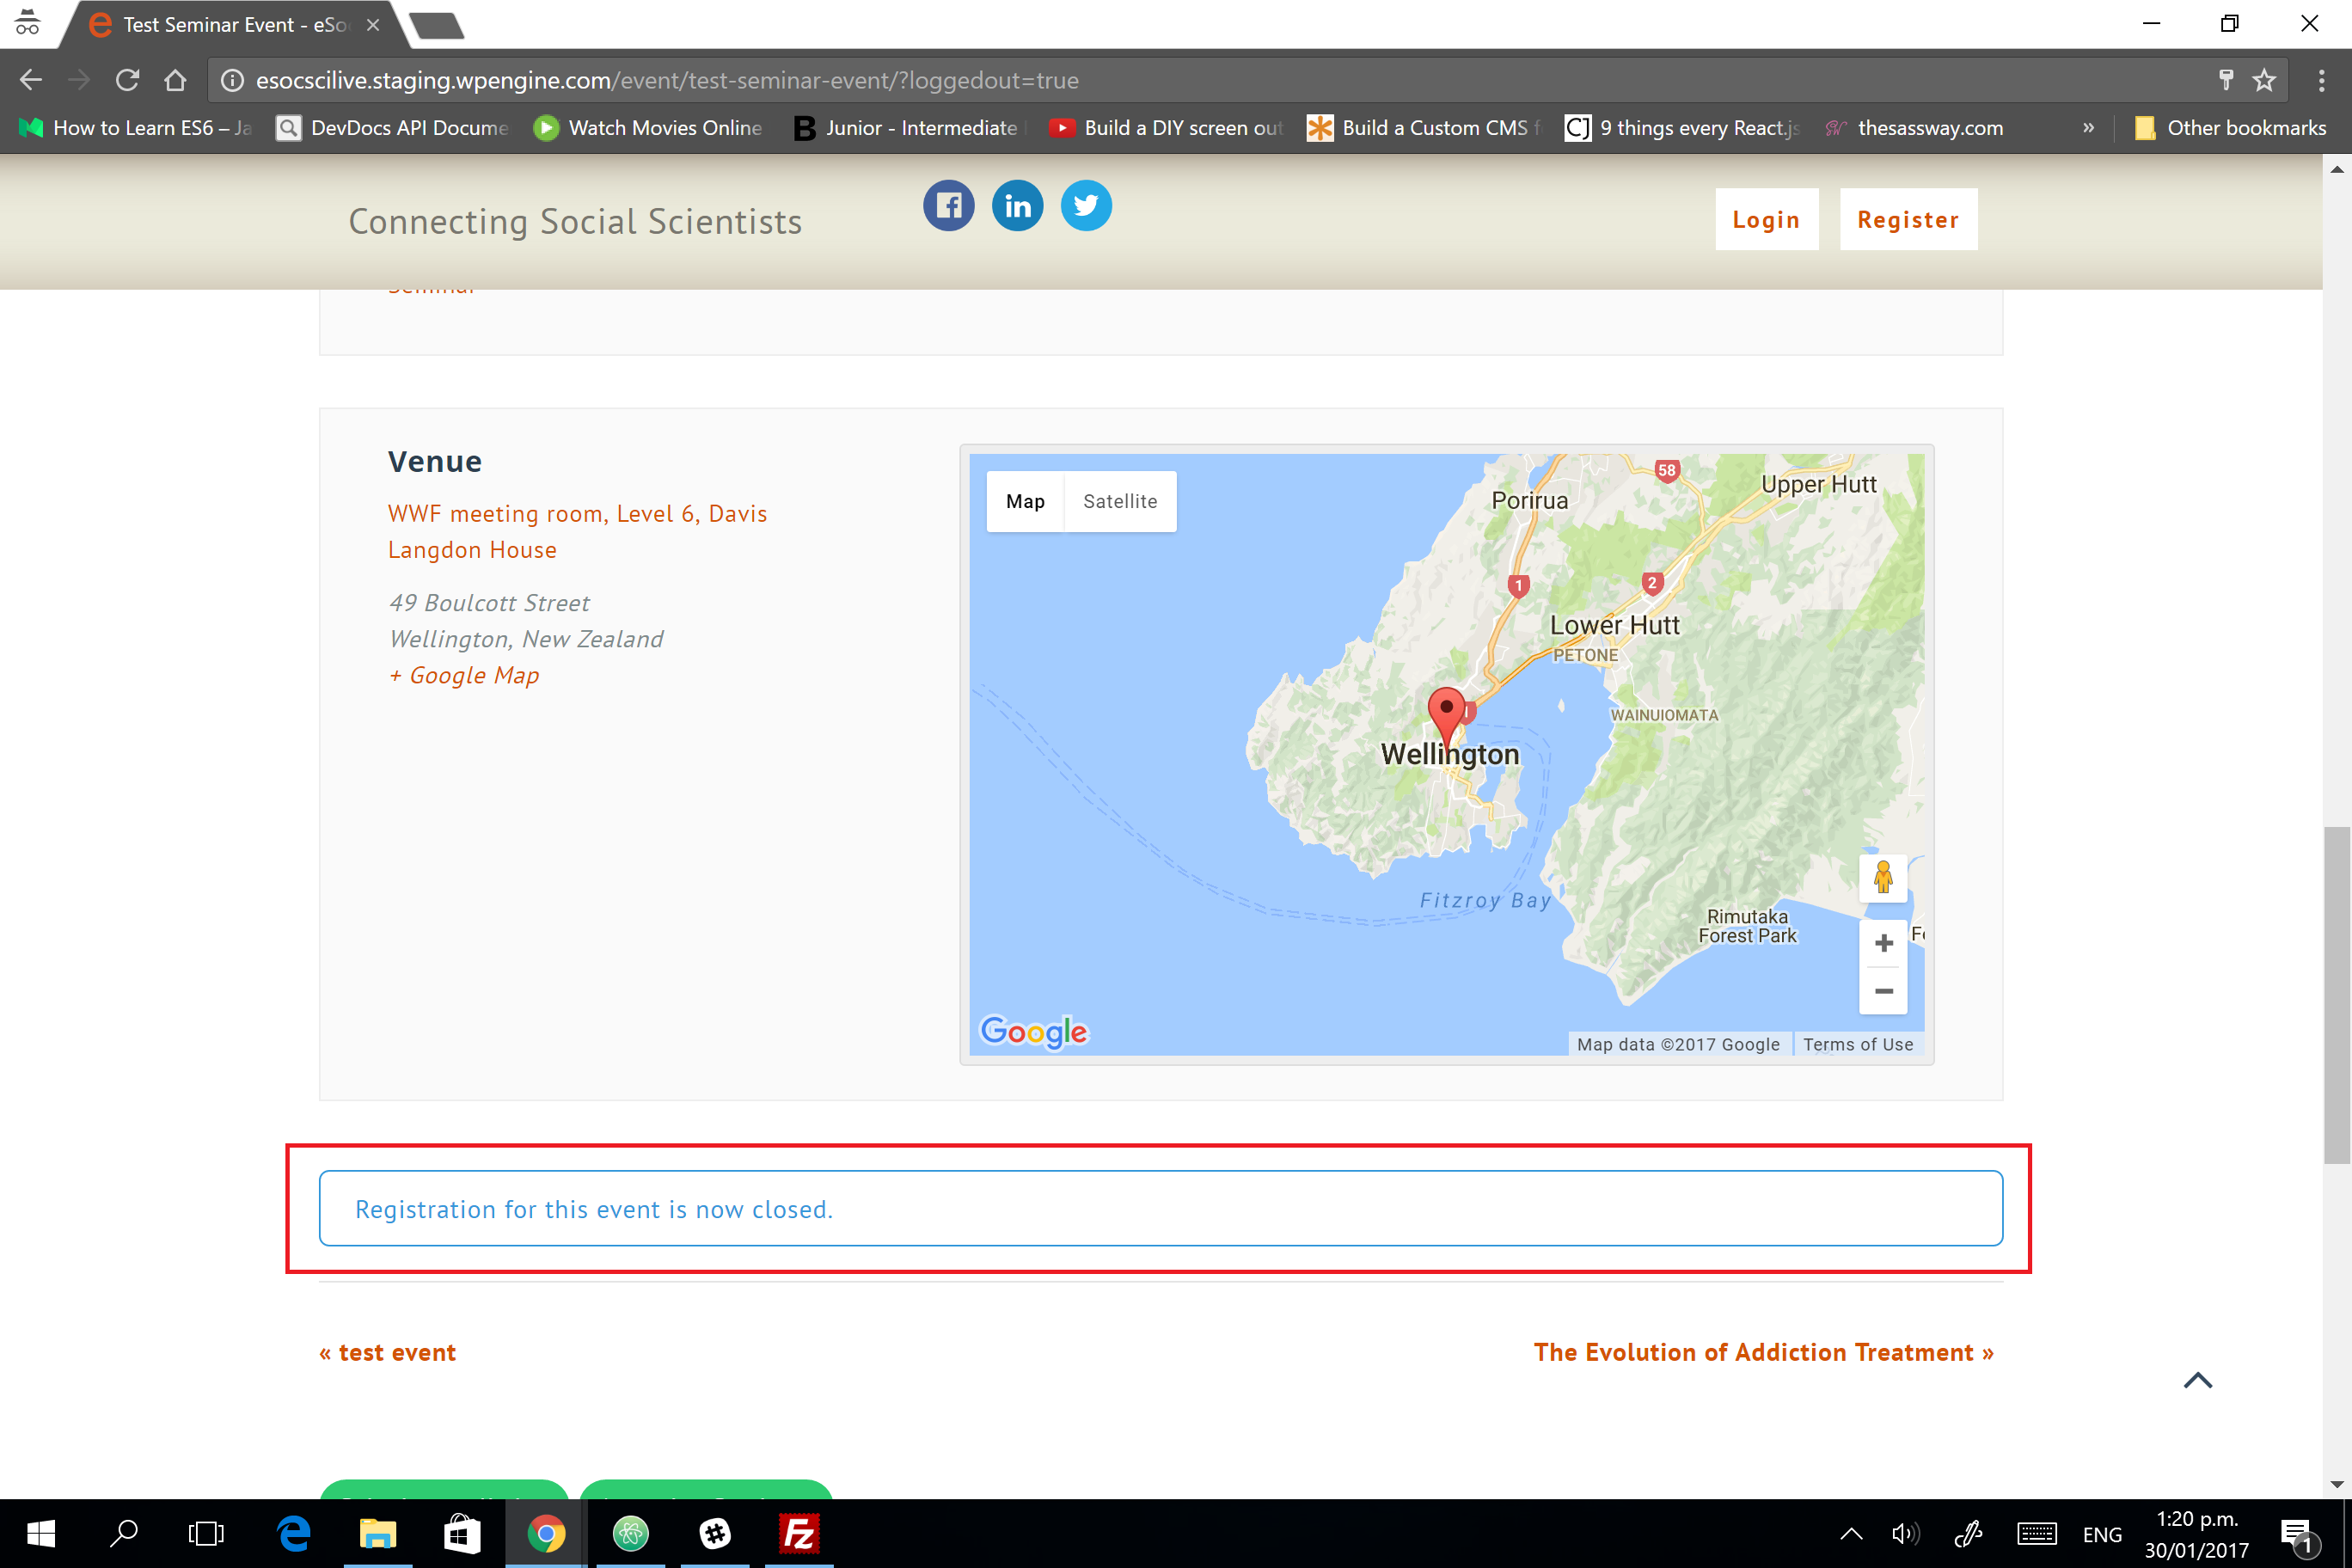 Test Seminar Event - eSo
esocscilive.staging.wpengine.com/event/test-seminar-event/?loggedout=true
How to Learn ES6 – Ja
DevDocs API Docume
Watch Movies Online
B Junior - Intermediate
Build a DIY screen out
Build a Custom CMS f
CJ 9 things every React.js
thesassway.com
»
Other bookmarks
Connecting Social Scientists
in
Login
Register
Seminar
Venue
WWF meeting room, Level 6, Davis
Langdon House
49 Boulcott Street
Wellington, New Zealand
+ Google Map
Map
Satellite
58
Upper Hutt
Porirua
1
2
Lower Hutt
PETONE
WAINUIOMATA
Wellington
Fitzroy Bay
Rimutaka
Forest Park
Google
Map data ©2017 Google
Terms of Use
Registration for this event is now closed.
« test event
The Evolution of Addiction Treatment »
Fz
ENG
1:20 p.m.
30/01/2017
1